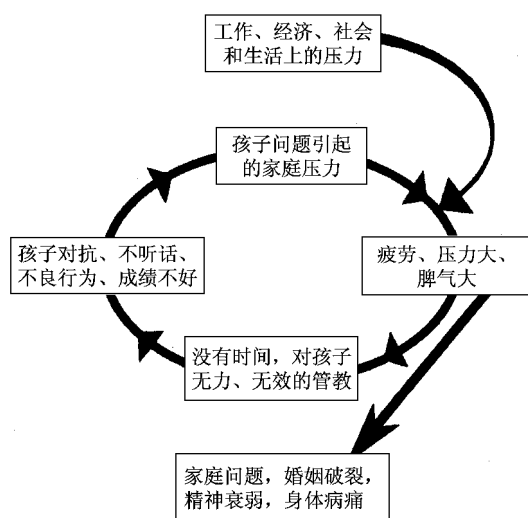 工作、经济、社会
和生活上的压力
孩子问题引起
的家庭压力
孩子对抗、不听话、
不良行为、成绩不好
疲劳、压力大、
脾气大
没有时间，对孩子
无力、无效的管教
家庭问题，婚姻破裂，
精神衰弱，身体病痛